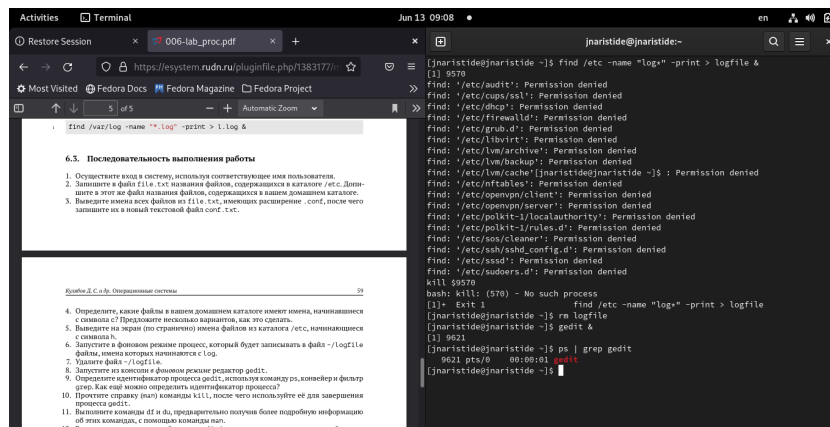 Activities
Terminal
Jun 13 09:08
en
Restore Session
006-lab_proc.pdf
https://esystem.rudn.ru/pluginfile.php/1383177/
Most Visited
Fedora Docs
Fedora Magazine
Fedora Project
5 of 5
Automatic Zoom
1 find /var/log -name "*.log" -print > l.log &
6.3. Последовательность выполнения работы
1. Осуществите вход в систему, используя соответствующее имя пользователя.
2. Запишите в файл file.txt названия файлов, содержащихся в каталоге /etc. Допи-
шите в этот же файл названия файлов, содержащихся в вашем домашнем каталоге.
3. Выведите имена всех файлов из file.txt, имеющих расширение .conf, после чего
запишите их в новый текстовой файл conf.txt.
Кулябов Д. С. и др. Операционные системы
59
4. Определите, какие файлы в вашем домашнем каталоге имеют имена, начинавшиеся
с символа c? Предложите несколько вариантов, как это сделать.
5. Выведите на экран (по странично) имена файлов из каталога /etc, начинающиеся
с символа h.
6. Запустите в фоновом режиме процесс, который будет записывать в файл ~/logfile
файлы, имена которых начинаются с log.
7. Удалите файл ~/logfile.
8. Запустите из консоли в фоновом режиме редактор gedit.
9. Определите идентификатор процесса gedit, используя команду ps, конвейер и фильтр
grep. Как ещё можно определить идентификатор процесса?
10. Прочтите справку (man) команды kill, после чего используйте её для завершения
процесса gedit.
11. Выполните команды df и du, предварительно получив более подробную информацию
об этих командах, с помощью команды man.
jnaristide@jnaristide:~
[jnaristide@jnaristide ~]$ find /etc -name "log*" -print > logfile &
[1] 9570
find: '/etc/audit': Permission denied
find: '/etc/cups/ssl': Permission denied
find: '/etc/dhcp': Permission denied
find: '/etc/firewalld': Permission denied
find: '/etc/grub.d': Permission denied
find: '/etc/libvirt': Permission denied
find: '/etc/lvm/archive': Permission denied
find: '/etc/lvm/backup': Permission denied
find: '/etc/lvm/cache'[jnaristide@jnaristide ~]$ : Permission denied
find: '/etc/nftables': Permission denied
find: '/etc/openvpn/client': Permission denied
find: '/etc/openvpn/server': Permission denied
find: '/etc/polkit-1/localauthority': Permission denied
find: '/etc/polkit-1/rules.d': Permission denied
find: '/etc/sos/cleaner': Permission denied
find: '/etc/ssh/sshd_config.d': Permission denied
find: '/etc/sssd': Permission denied
find: '/etc/sudoers.d': Permission denied
kill $9570
bash: kill: (570) - No such process
[1]+ Exit 1 find /etc -name "log*" -print > logfile
[jnaristide@jnaristide ~]$ rm logfile
[jnaristide@jnaristide ~]$ gedit &
[1] 9621
[jnaristide@jnaristide ~]$ ps | grep gedit
9621 pts/0 00:00:01 gedit
[jnaristide@jnaristide ~]$